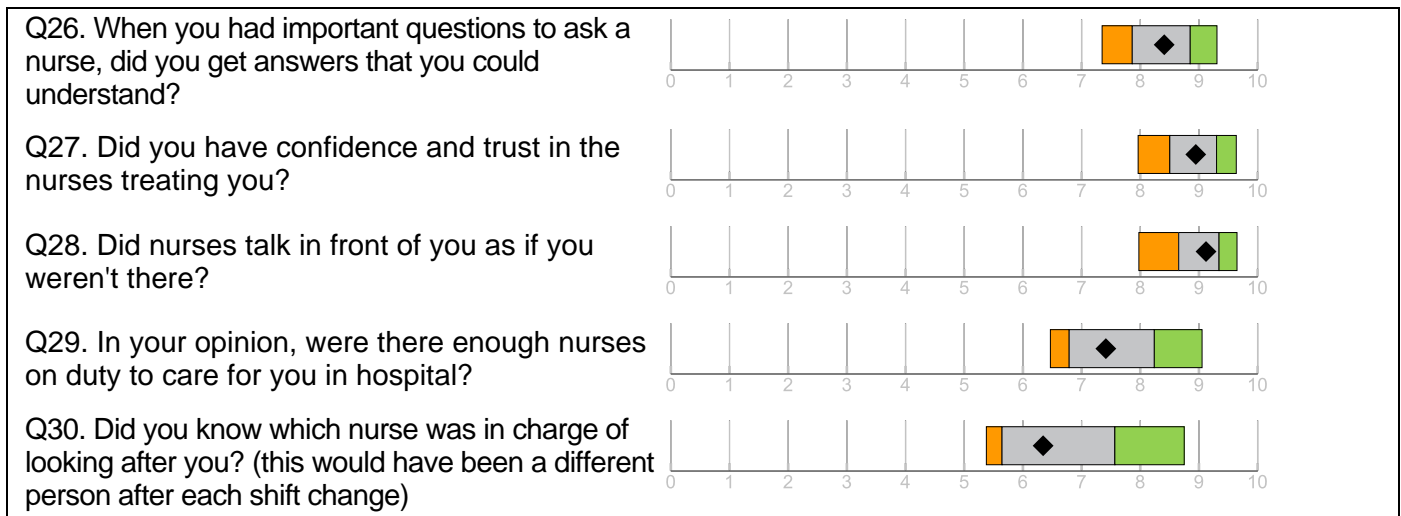 Q26. When you had important questions to ask a
nurse, did you get answers that you could
understand?
0 1 2 3 4 5 6 7 8 9 10
Q27. Did you have confidence and trust in the
nurses treating you?
0 1 2 3 4 5 6 7 8 9 10
Q28. Did nurses talk in front of you as if you
weren't there?
0 1 2 3 4 5 6 7 8 9 10
Q29. In your opinion, were there enough nurses
on duty to care for you in hospital?
0 1 2 3 4 5 6 7 8 9 10
Q30. Did you know which nurse was in charge of
looking after you? (this would have been a different
person after each shift change)
0 1 2 3 4 5 6 7 8 9 10